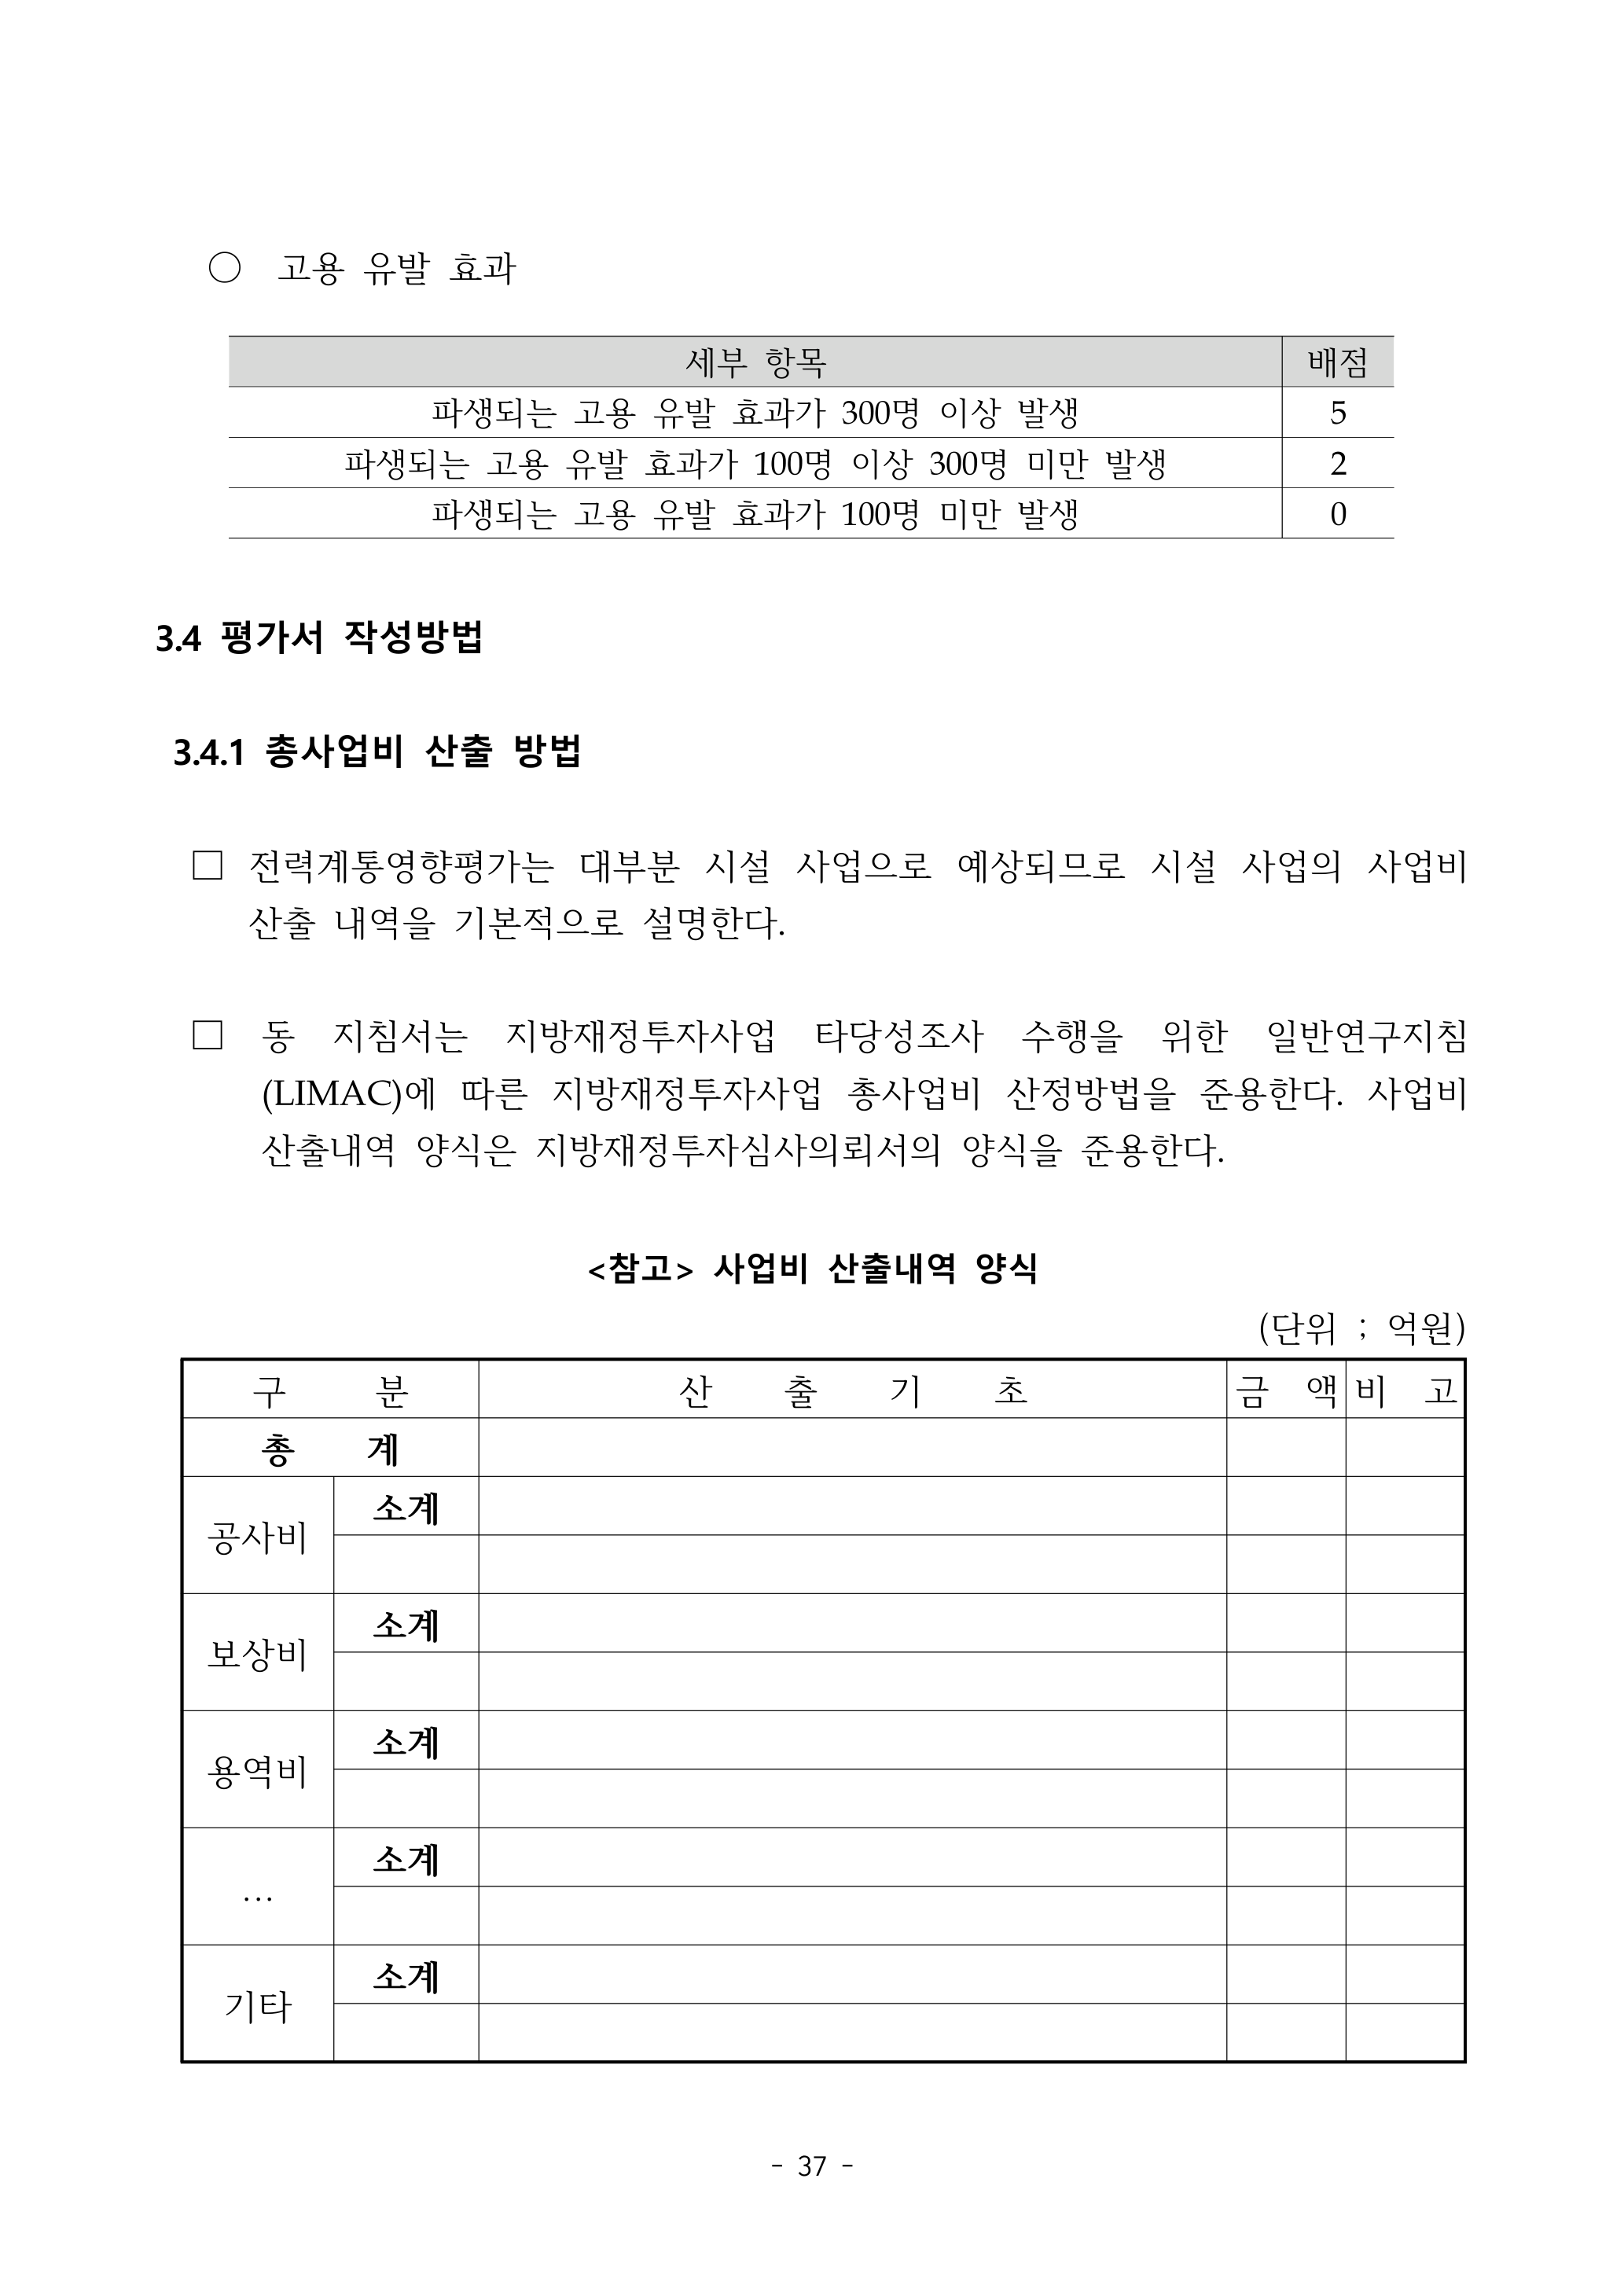 ○ 고용 유발 효과
세부 항목 배점
파생되는 고용 유발 효과가 300명 이상 발생 5
파생되는 고용 유발 효과가 100명 이상 300명 미만 발생 2
파생되는 고용 유발 효과가 100명 미만 발생 0
3.4 평가서 작성방법
3.4.1 총사업비 산출 방법
□ 전력계통영향평가는 대부분 시설 사업으로 예상되므로 시설 사업의 사업비
산출 내역을 기본적으로 설명한다.
□ 동 지침서는 지방재정투자사업 타당성조사 수행을 위한 일반연구지침
(LIMAC)에 따른 지방재정투자사업 총사업비 산정방법을 준용한다. 사업비
산출내역 양식은 지방재정투자심사의뢰서의 양식을 준용한다.
<참고> 사업비 산출내역 양식
(단위 ; 억원)
구 분 산 출 기 초 금 액 비 고
총 계
공사비 소계
보상비 소계
용역비 소계
… 소계
기타 소계
- 37 -